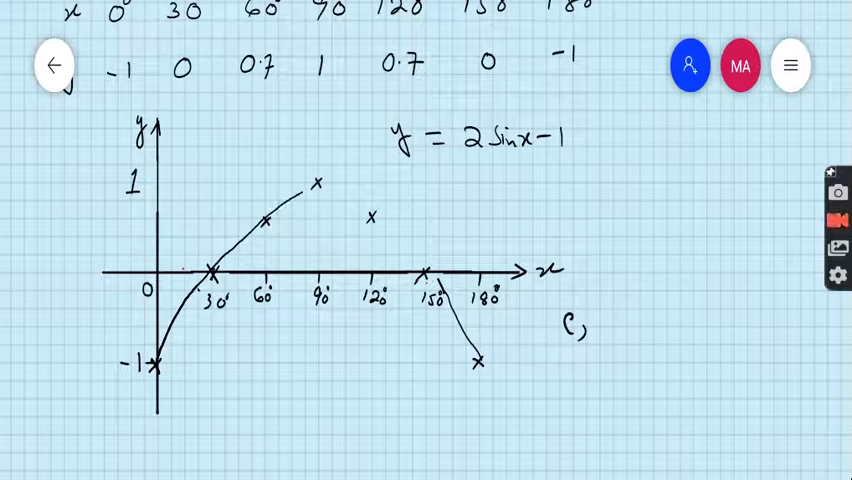 x 0° 30 60° 90 120 150 180
y -1 0 0.7 1 0.7 0 -1
MA
y
y = 2 sin x - 1
1
x
0
30° 60° 90° 120° 150° 180°
C,
-1